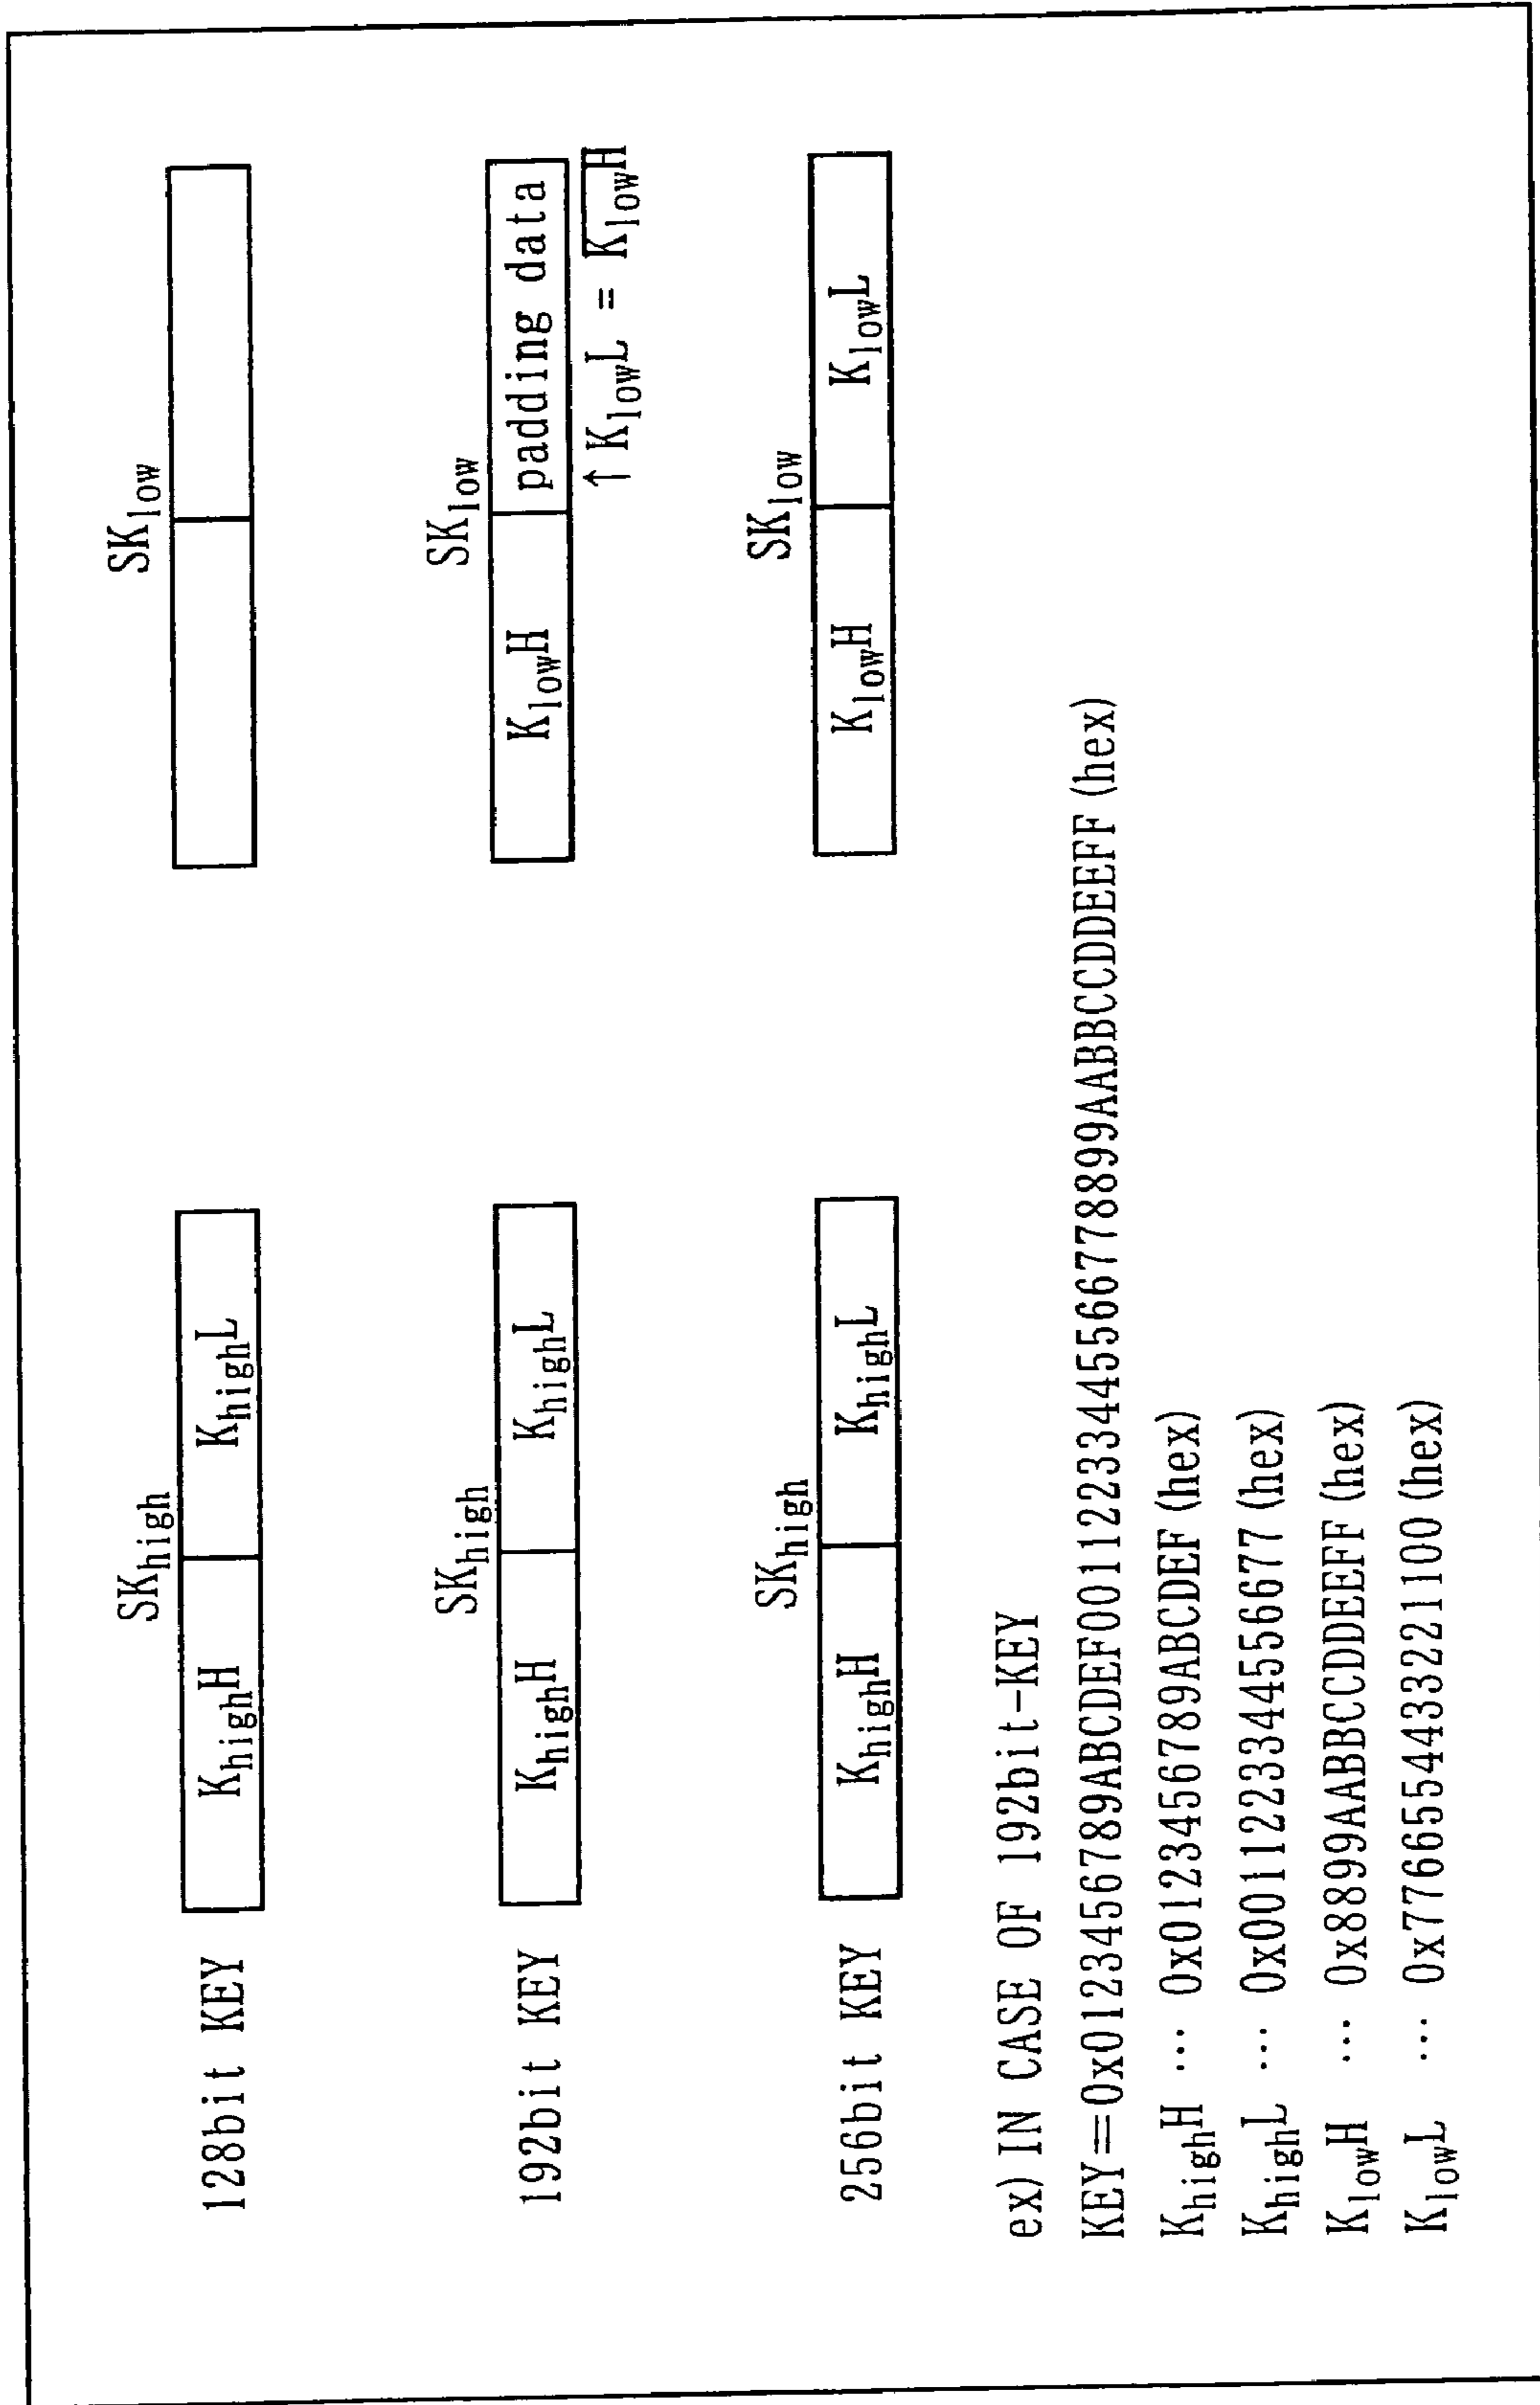 SKhigh SKlow
128bit KEY KhighH KhighL
SKhigh SKlow
192bit KEY KhighH KhighL KlowH padding data
↑ KlowL = K̅l̅o̅w̅H̅
SKhigh SKlow
256bit KEY KhighH KhighL KlowH KlowL
ex) IN CASE OF 192bit-KEY
KEY=0x0123456789ABCDEF00112233445566778899AABBCCDDEEFF (hex)
KhighH ... 0x0123456789ABCDEF (hex)
KhighL ... 0x0011223344556677 (hex)
KlowH ... 0x8899AABBCCDDEEFF (hex)
KlowL ... 0x7766554433221100 (hex)